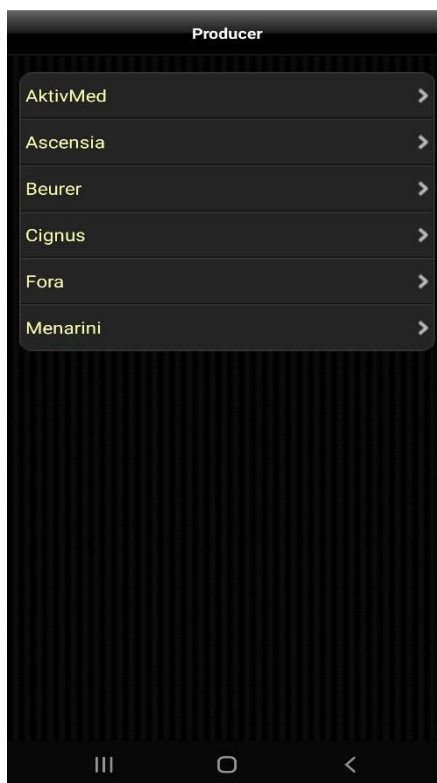 Producer
AktivMed
Ascensia
Beurer
Cignus
Fora
Menarini